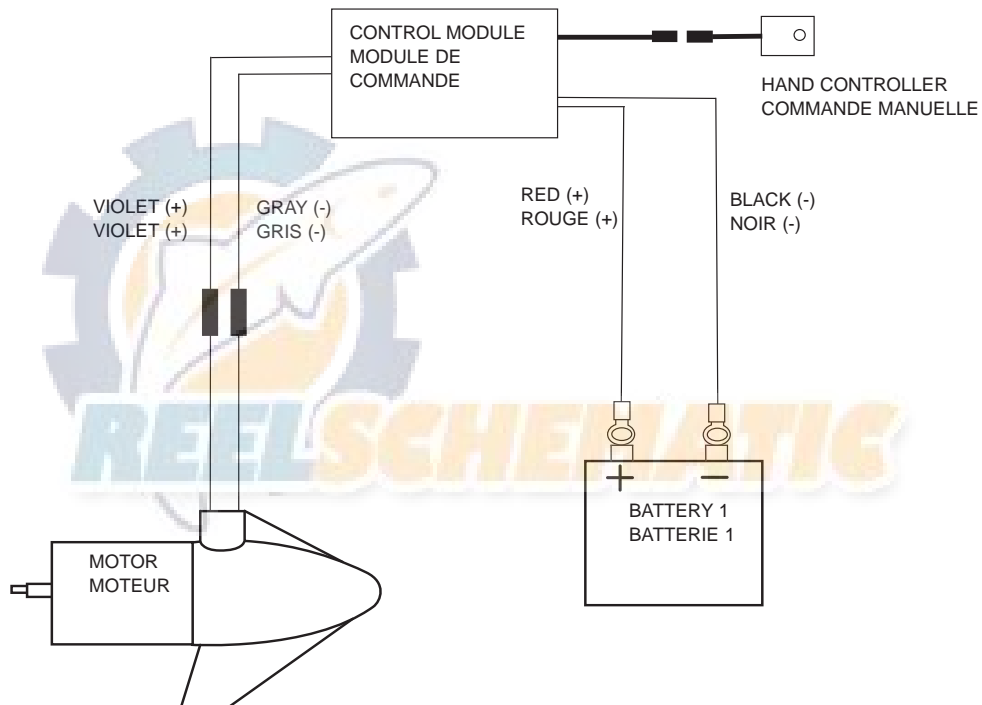 CONTROL MODULE
MODULE DE
COMMANDE
HAND CONTROLLER
COMMANDE MANUELLE
VIOLET (+)
VIOLET (+)
GRAY (-)
GRIS (-)
RED (+)
ROUGE (+)
BLACK (-)
NOIR (-)
REELSCHEMATIC
+
−
BATTERY 1
BATTERIE 1
MOTOR
MOTEUR